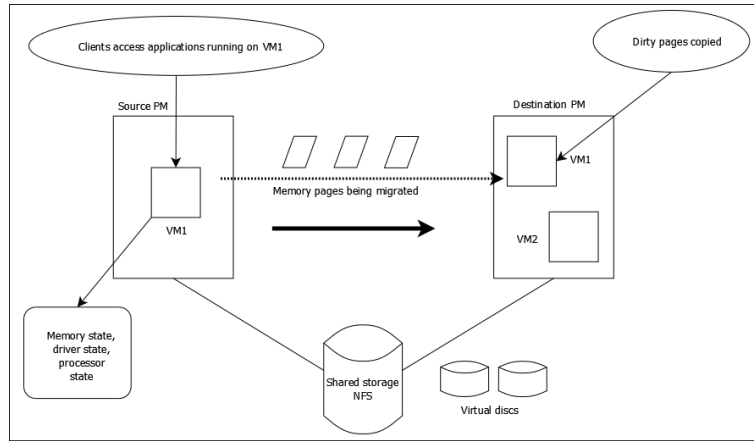 Clients access applications running on VM1
Dirty pages copied
Source PM
Destination PM
VM1
Memory pages being migrated
VM1
VM2
Memory state,
driver state,
processor
state
Shared storage
NFS
Virtual discs